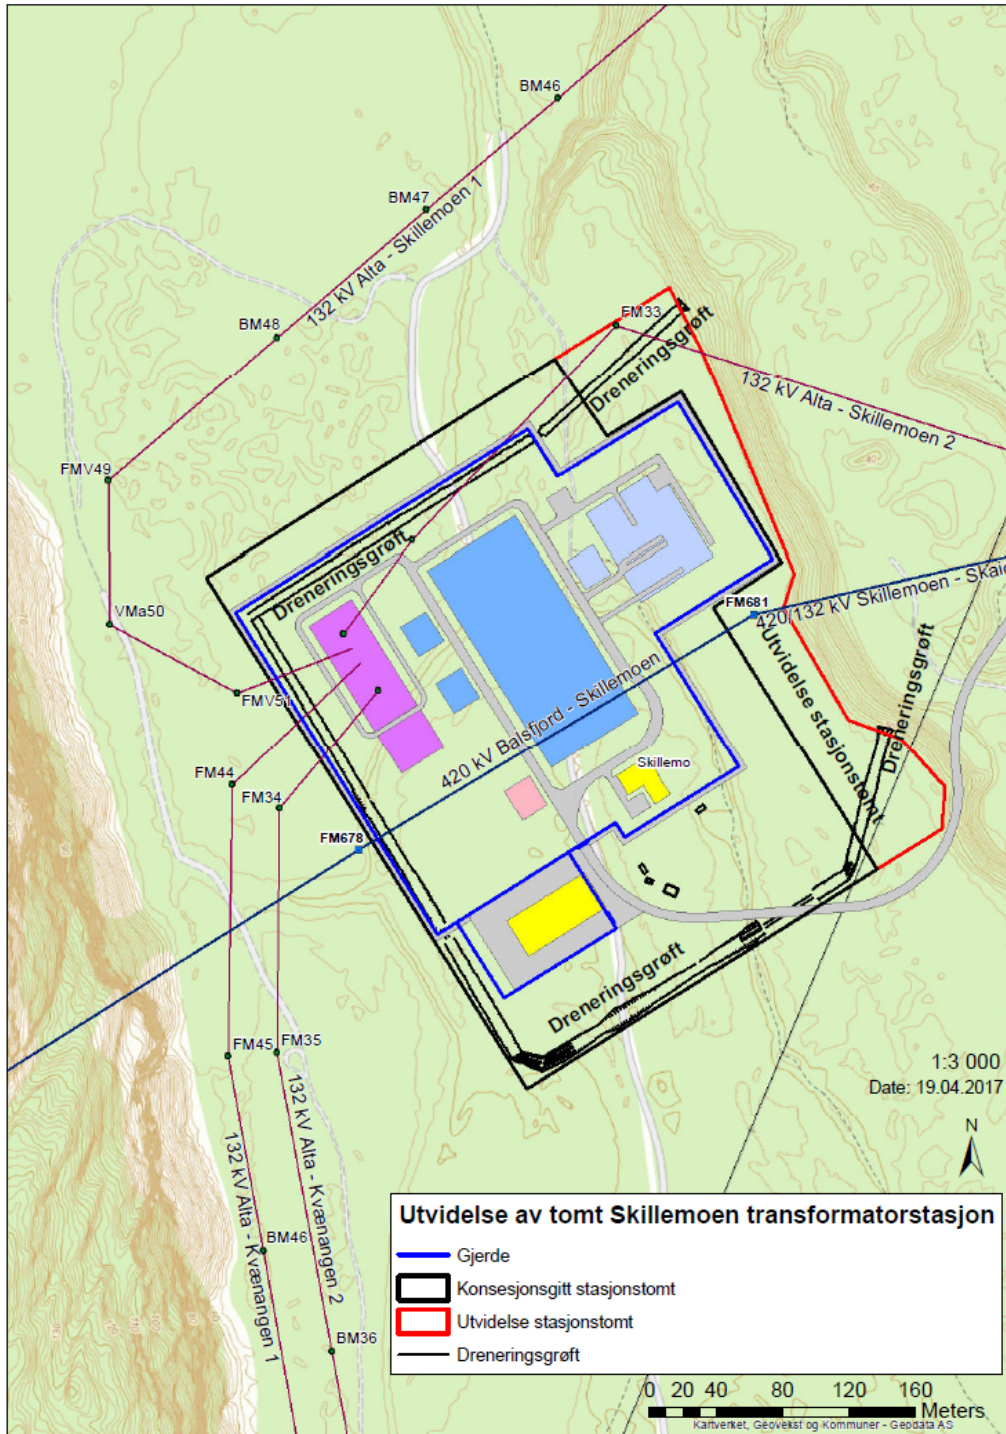 BM46
BM47
132 kV Alta - Skillemoen 1
BM48
FM33
Dreneringsgrøft
132 kV Alta - Skillemoen 2
40
FMV49
40
Dreneringsgrøft
VMa50
FM681
420/132 kV Skillemoen - Skaid
Utvidelse stasjonstomt
Dreneringsgrøft
FMV51
420 kV Balsfjord - Skillemoen
Skillemo
FM44
FM34
FM678
Dreneringsgrøft
FM45
FM35
132 kV Alta - Kvænangen 1
132 kV Alta - Kvænangen 2
BM46
BM36
1:3 000
Date: 19.04.2017
N
Utvidelse av tomt Skillemoen transformatorstasjon
Gjerde
Konsesjonsgitt stasjonstomt
Utvidelse stasjonstomt
Dreneringsgrøft
0 20 40 80 120 160
Meters
Kartverket, Geovekst og Kommuner - Geodata AS